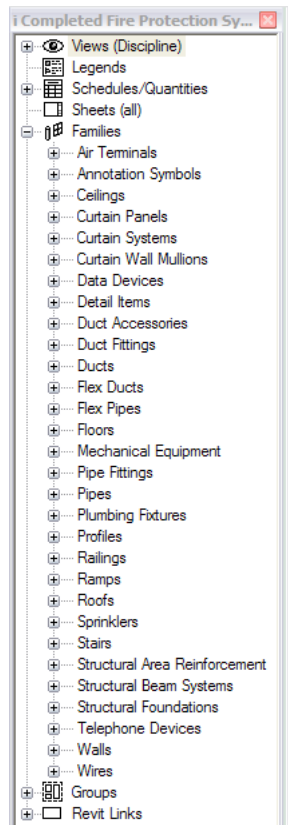 i Completed Fire Protection Sy...
Views (Discipline)
Legends
Schedules/Quantities
Sheets (all)
Families
Air Terminals
Annotation Symbols
Ceilings
Curtain Panels
Curtain Systems
Curtain Wall Mullions
Data Devices
Detail Items
Duct Accessories
Duct Fittings
Ducts
Flex Ducts
Flex Pipes
Floors
Mechanical Equipment
Pipe Fittings
Pipes
Plumbing Fixtures
Profiles
Railings
Ramps
Roofs
Sprinklers
Stairs
Structural Area Reinforcement
Structural Beam Systems
Structural Foundations
Telephone Devices
Walls
Wires
Groups
Revit Links